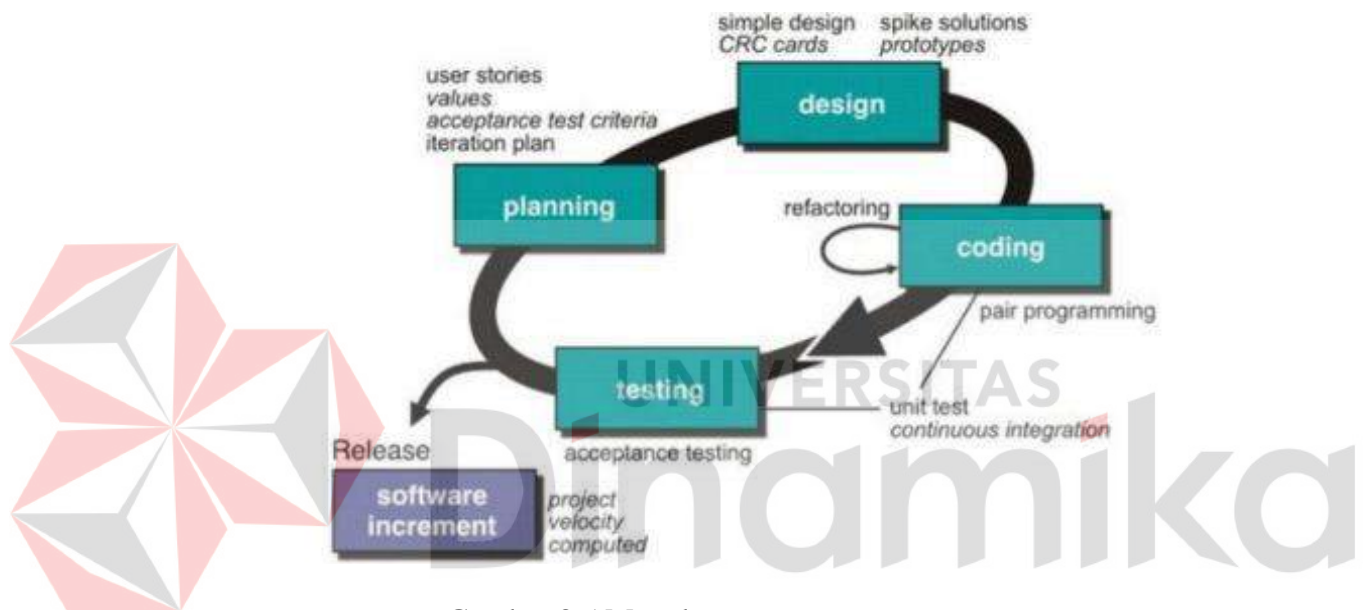 simple design
CRC cards
spike solutions
prototypes
user stories
values
acceptance test criteria
iteration plan
design
planning
refactoring
coding
pair programming
testing
unit test
continuous integration
acceptance testing
Release
software
increment
project
velocity
computed
UNIVERSITAS
Dinamika